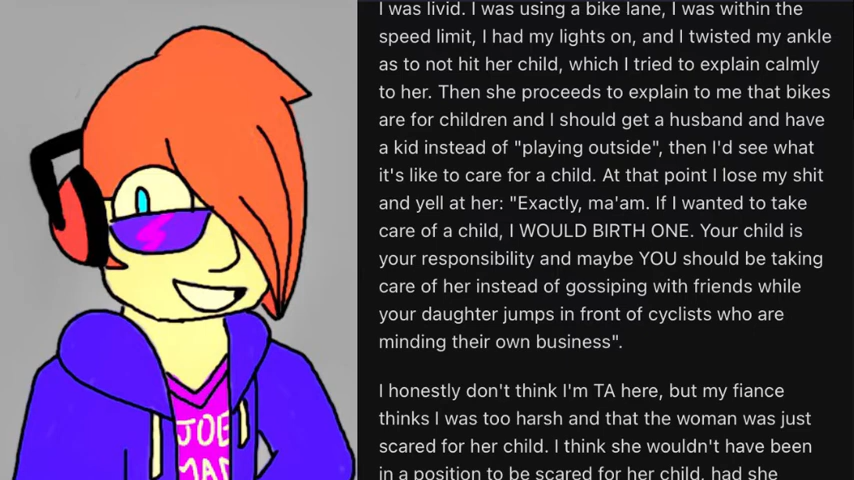 I was livid. I was using a bike lane, I was within the
speed limit, I had my lights on, and I twisted my ankle
as to not hit her child, which I tried to explain calmly
to her. Then she proceeds to explain to me that bikes
are for children and I should get a husband and have
a kid instead of "playing outside", then I'd see what
it's like to care for a child. At that point I lose my shit
and yell at her: "Exactly, ma'am. If I wanted to take
care of a child, I WOULD BIRTH ONE. Your child is
your responsibility and maybe YOU should be taking
care of her instead of gossiping with friends while
your daughter jumps in front of cyclists who are
minding their own business".
I honestly don't think I'm TA here, but my fiance
thinks I was too harsh and that the woman was just
scared for her child. I think she wouldn't have been
in a position to be scared for her child, had she
JOE